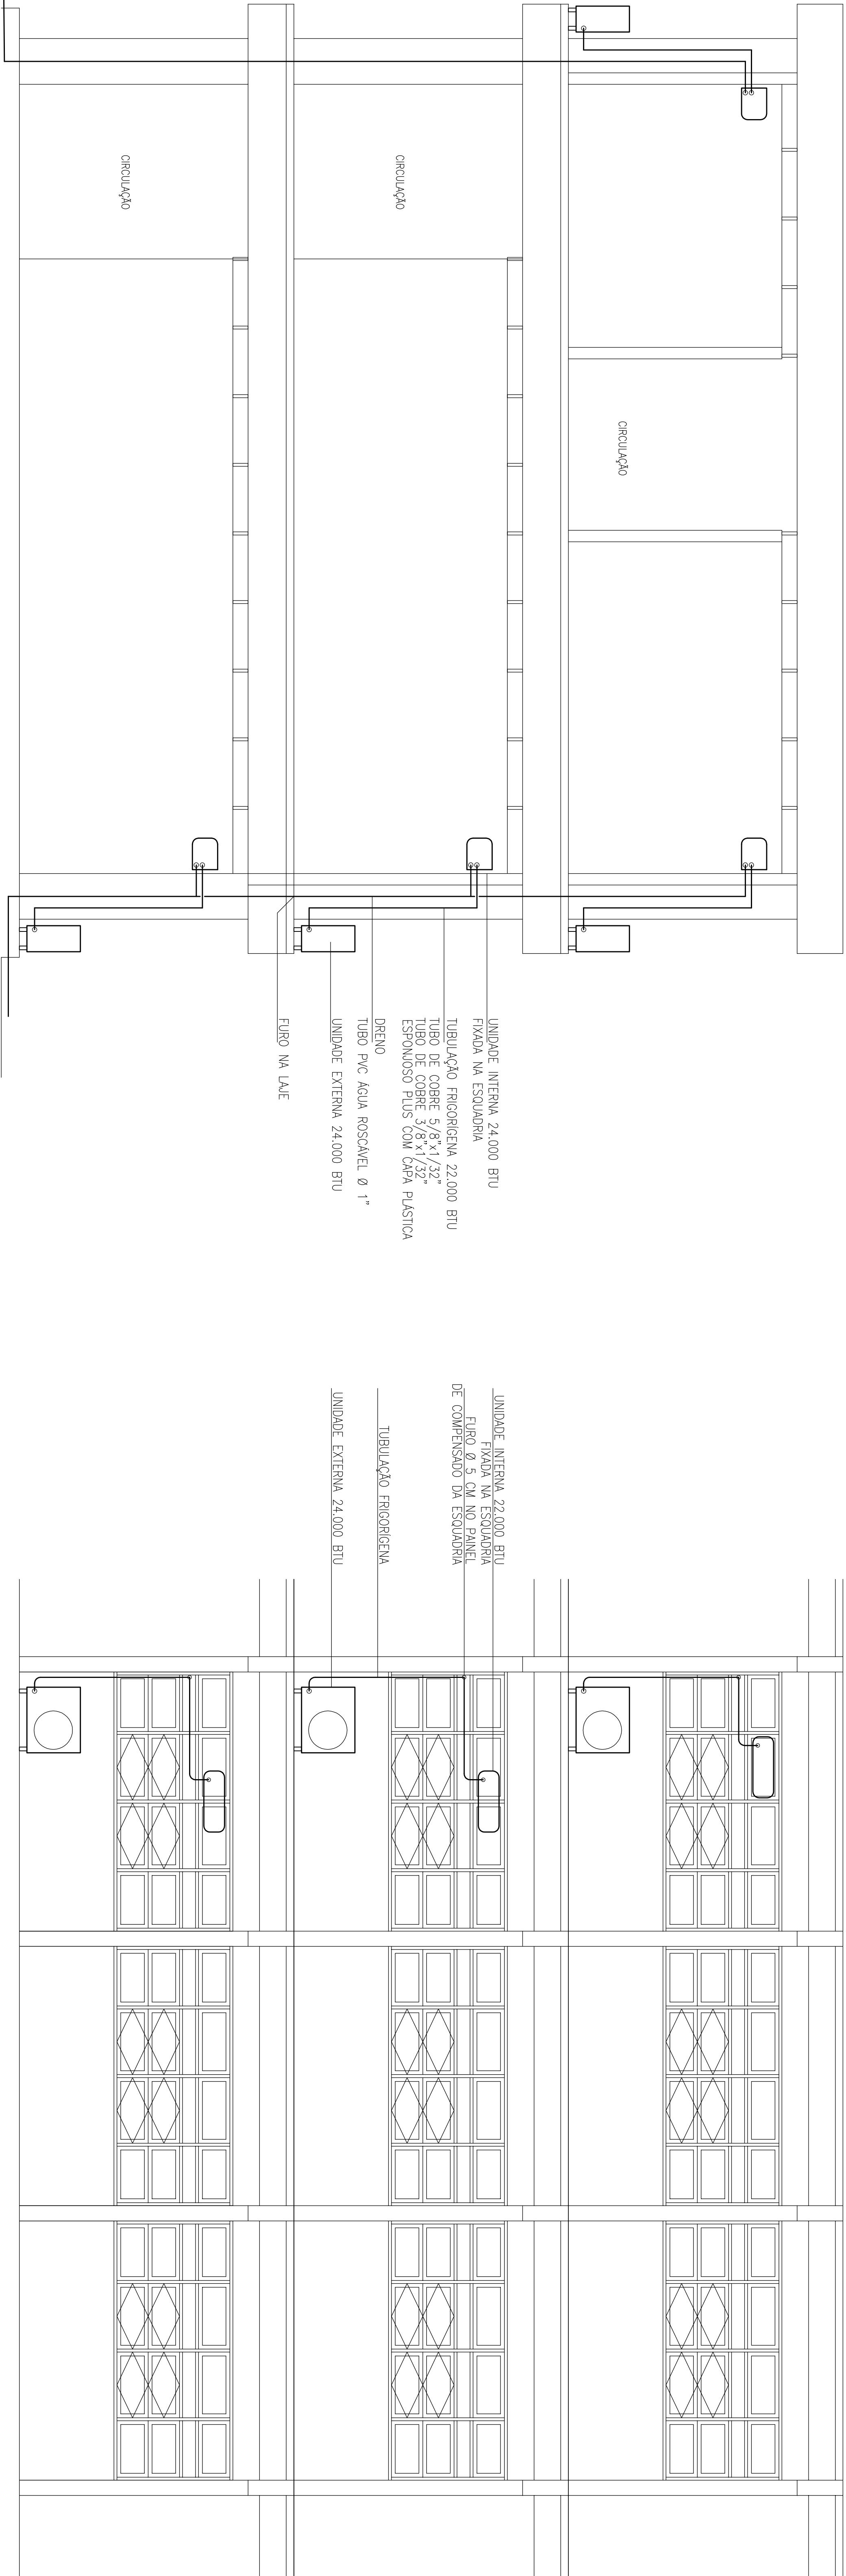 CIRCULAÇÃO
CIRCULAÇÃO
CIRCULAÇÃO
UNIDADE INTERNA 24.000 BTU
FIXADA NA ESQUADRIA
TUBULAÇÃO FRIGORÍGENA 22.000 BTU
TUBO DE COBRE 5/8"x1/32"
TUBO DE COBRE 3/8"x1/32"
ESPONJOSO PLUS COM CAPA PLÁSTICA
DRENO
TUBO PVC ÁGUA ROSCÁVEL Ø 1"
UNIDADE EXTERNA 24.000 BTU
FURO NA LAJE
UNIDADE INTERNA 22.000 BTU
FIXADA NA ESQUADRIA
FURO Ø 5 CM NO PAINEL
DE COMPENSADO DA ESQUADRIA
TUBULAÇÃO FRIGORÍGENA
UNIDADE EXTERNA 24.000 BTU